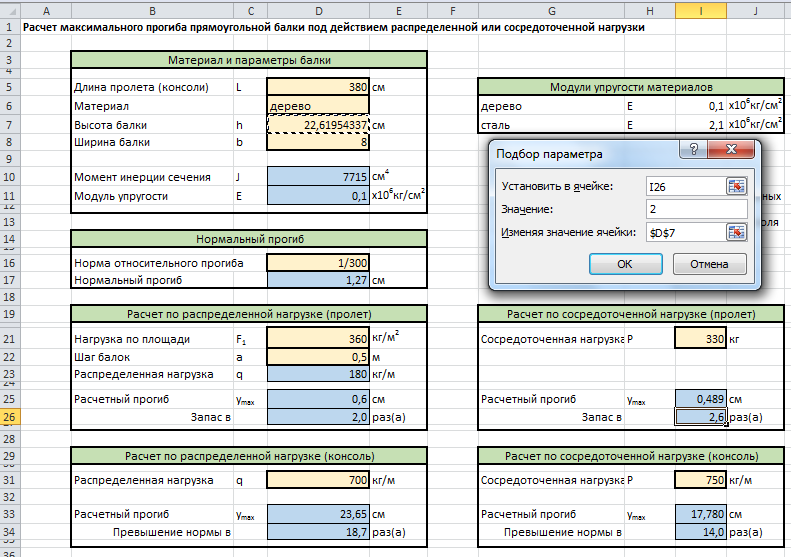 A B C D E F G H I J
1 Расчет максимального прогиба прямоугольной балки под действием распределенной или сосредоточенной нагрузки
2
3 Материал и параметры балки
4
5 Длина пролета (консоли) L 380 см Модули упругости материалов
6 Материал дерево дерево E 0,1 x10⁶кг/см²
7 Высота балки h 22,61954337 см сталь E 2,1 x10⁶кг/см²
8 Ширина балки b 8
9
10 Момент инерции сечения J 7715 см⁴
11 Модуль упругости E 0,1 x10⁶кг/см² ных
12
13 оля
Подбор параметра
Установить в ячейке: I26
Значение: 2
Изменяя значение ячейки: $D$7
ОК Отмена
14 Нормальный прогиб
15
16 Норма относительного прогиба 1/300
17 Нормальный прогиб 1,27 см
18
19 Расчет по распределенной нагрузке (пролет) Расчет по сосредоточенной нагрузке (пролет)
21 Нагрузка по площади F₁ 360 кг/м² Сосредоточенная нагрузка P 330 кг
22 Шаг балок a 0,5 м
23 Распределенная нагрузка q 180 кг/м
24
25 Расчетный прогиб ymax 0,6 см Расчетный прогиб ymax 0,489 см
26 Запас в 2,0 раз(а) Запас в 2,6 раз(а)
28
29 Расчет по распределенной нагрузке (консоль) Расчет по сосредоточенной нагрузке (консоль)
31 Распределенная нагрузка q 700 кг/м Сосредоточенная нагрузка P 750 кг/м
32
33 Расчетный прогиб ymax 23,65 см Расчетный прогиб ymax 17,780 см
34 Превышение нормы в 18,7 раз(а) Превышение нормы в 14,0 раз(а)
36